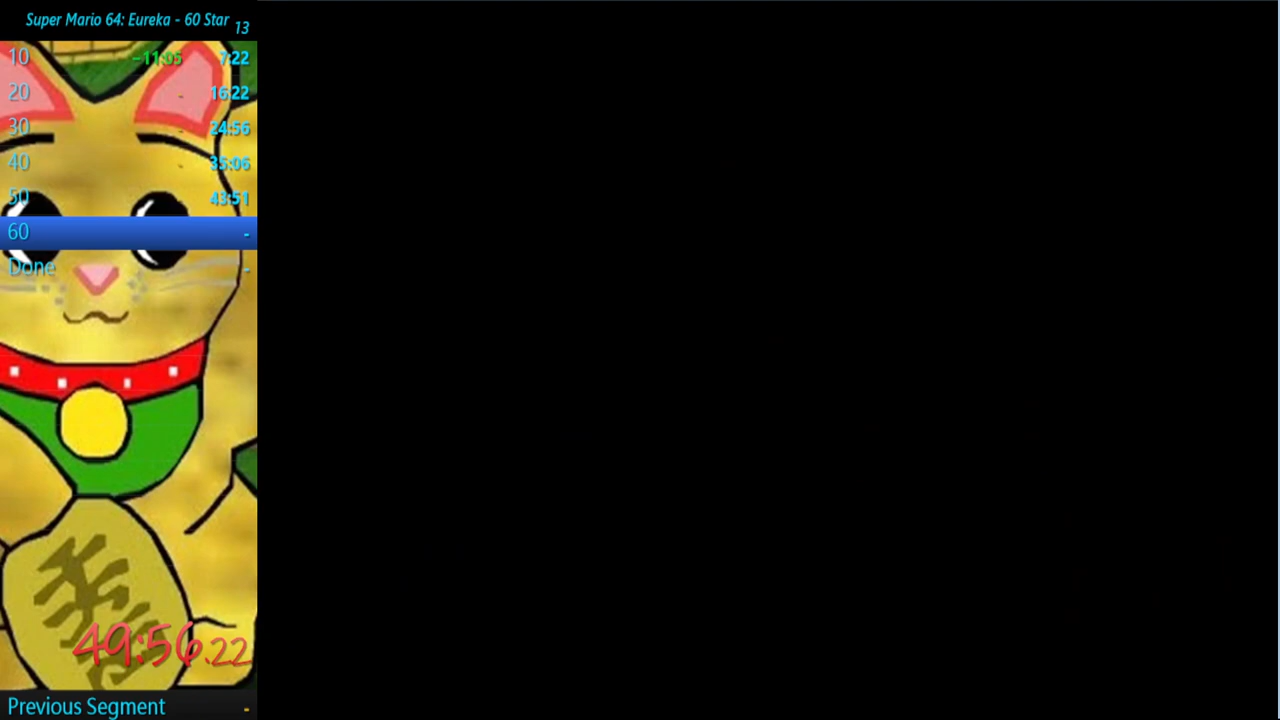 Super Mario 64: Eureka - 60 Star
13
10 -11:05 7:22
20 - 16:22
30 - 24:56
40 - 35:06
50 43:51
60 -
Done -
49:56.22
Previous Segment -